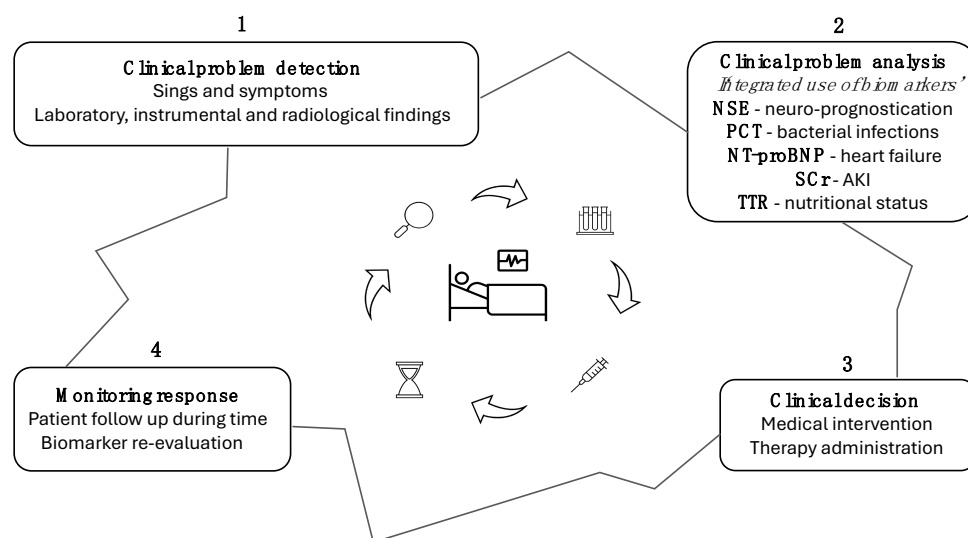 1
Clinical problem detection
Sings and symptoms
Laboratory, instrumental and radiological findings
2
Clinical problem analysis
Integrated use of biomarkers’
NSE - neuro-prognostication
PCT - bacterial infections
NT-proBNP - heart failure
SCr - AKI
TTR - nutritional status
4
Monitoring response
Patient follow up during time
Biomarker re-evaluation
3
Clinical decision
Medical intervention
Therapy administration